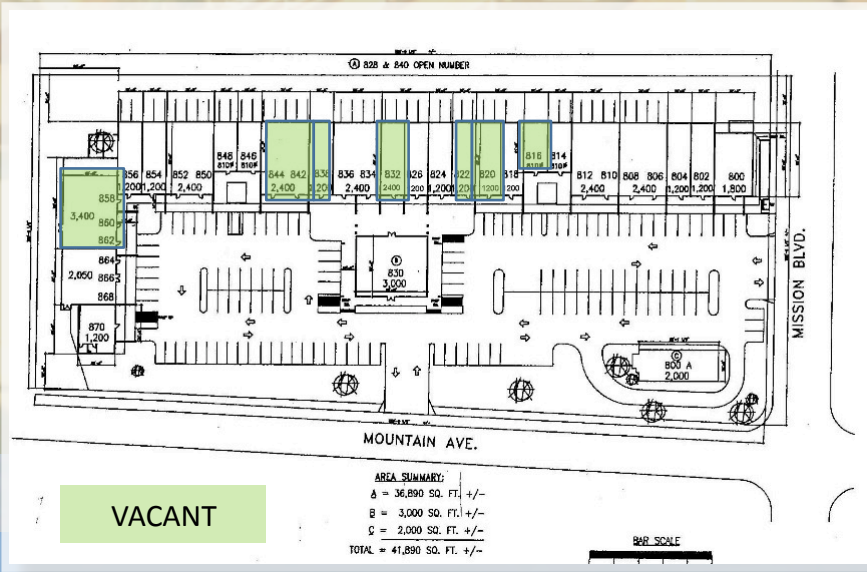 Ⓐ 828 & 840 OPEN NUMBER
856 854 852 850 848 846 844 842 838 836 834 832 826 824 822 820 818 816 814 812 810 808 806 804 802 800
1,200 1,200 2,400 2,400 1,200 2,400 2400 1,200 1,200 1,200 1200 2,400 2,400 1,200 1,200 1,800
858
3,400
860
862
864
2,050 866
868
870
1,200
Ⓑ
830
3,000
Ⓒ
800 A
2,000
MISSION BLVD.
MOUNTAIN AVE.
AREA SUMMARY:
A = 36,890 SQ. FT. +/-
B = 3,000 SQ. FT. +/-
C = 2,000 SQ. FT. +/-
TOTAL = 41,890 SQ. FT. +/-
VACANT
BAR SCALE